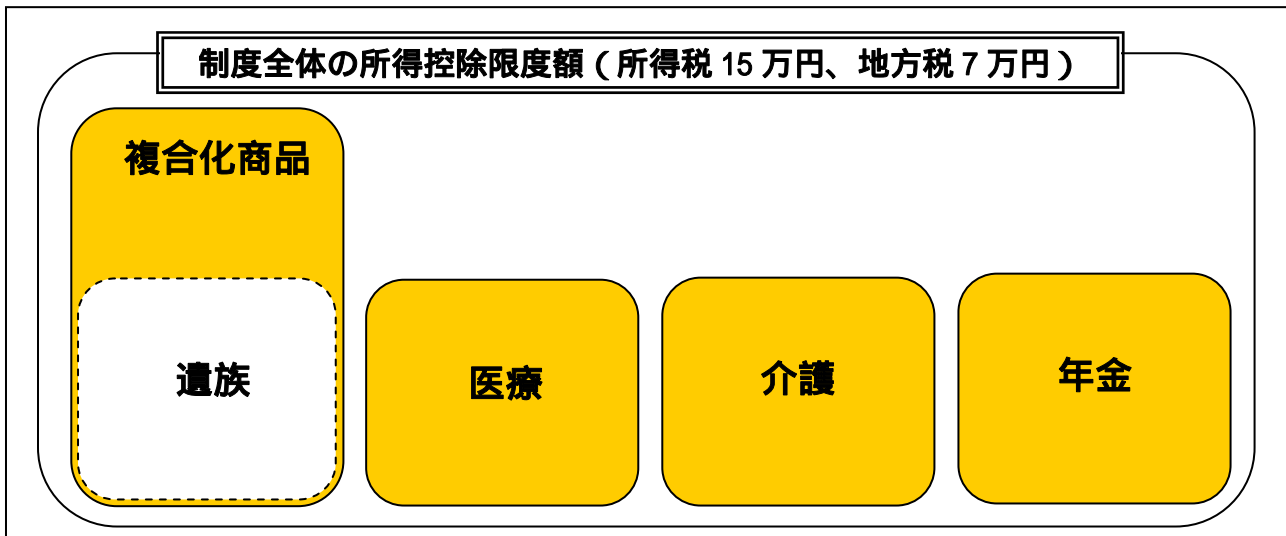 制度全体の所得控除限度額（所得税 15 万円、地方税 7 万円）
複合化商品
遺族
医療
介護
年金